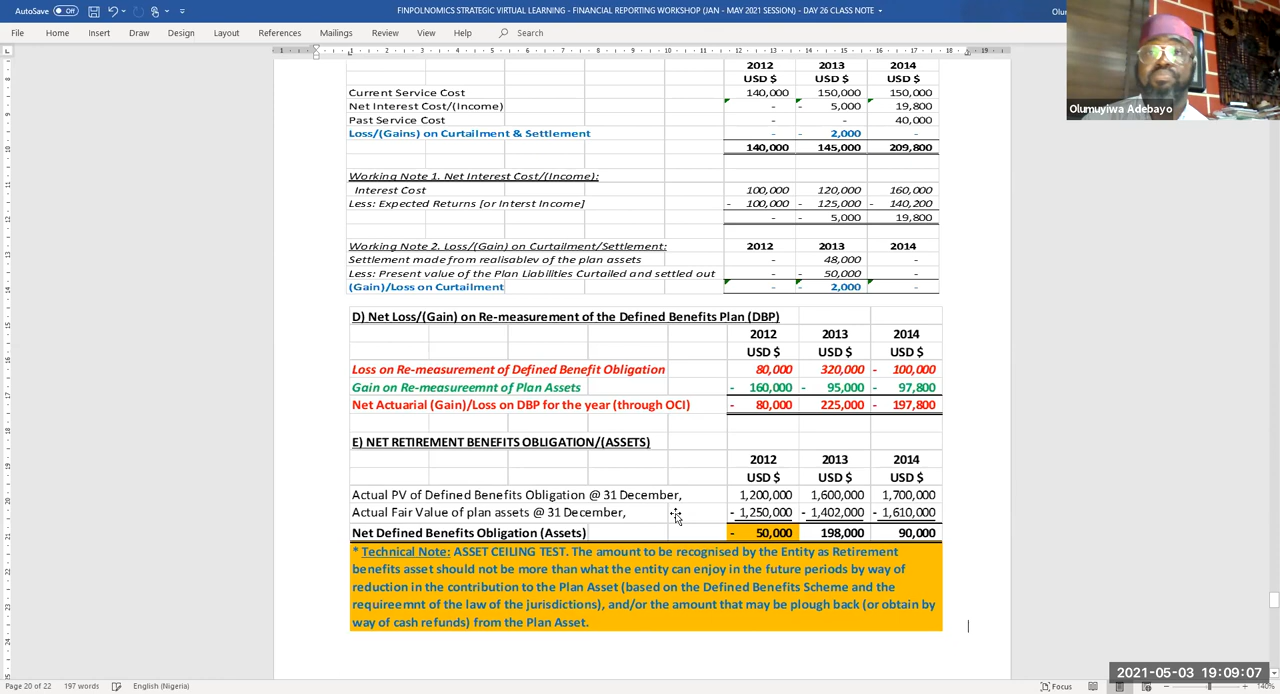 AutoSave Off FINPOLNOMICS STRATEGIC VIRTUAL LEARNING - FINANCIAL REPORTING WORKSHOP (JAN - MAY 2021 SESSION) - DAY 26 CLASS NOTE Olu
File Home Insert Draw Design Layout References Mailings Review View Help Search
Olumuyiwa Adebayo
2012 2013 2014
USD $ USD $ USD $
Current Service Cost 140,000 150,000 150,000
Net Interest Cost/(Income) - - 5,000 19,800
Past Service Cost - - 40,000
Loss/(Gains) on Curtailment & Settlement - - 2,000 -
140,000 145,000 209,800
Working Note 1. Net Interest Cost/(Income):
Interest Cost 100,000 120,000 160,000
Less: Expected Returns [or Interst Income] - 100,000 - 125,000 - 140,200
- - 5,000 19,800
Working Note 2. Loss/(Gain) on Curtailment/Settlement: 2012 2013 2014
Settlement made from realisablev of the plan assets - 48,000 -
Less: Present value of the Plan Liabilities Curtailed and settled out - - 50,000 -
(Gain)/Loss on Curtailment - - 2,000 -
D) Net Loss/(Gain) on Re-measurement of the Defined Benefits Plan (DBP)
2012 2013 2014
USD $ USD $ USD $
Loss on Re-measurement of Defined Benefit Obligation 80,000 320,000 - 100,000
Gain on Re-measureemnt of Plan Assets - 160,000 - 95,000 - 97,800
Net Actuarial (Gain)/Loss on DBP for the year (through OCI) - 80,000 225,000 - 197,800
E) NET RETIREMENT BENEFITS OBLIGATION/(ASSETS)
2012 2013 2014
USD $ USD $ USD $
Actual PV of Defined Benefits Obligation @ 31 December, 1,200,000 1,600,000 1,700,000
Actual Fair Value of plan assets @ 31 December, - 1,250,000 - 1,402,000 - 1,610,000
Net Defined Benefits Obligation (Assets) - 50,000 198,000 90,000
* Technical Note: ASSET CEILING TEST. The amount to be recognised by the Entity as Retirement
benefits asset should not be more than what the entity can enjoy in the future periods by way of
reduction in the contribution to the Plan Asset (based on the Defined Benefits Scheme and the
requireemnt of the law of the jurisdictions), and/or the amount that may be plough back (or obtain by
way of cash refunds) from the Plan Asset.
2021-05-03 19:09:07
Page 20 of 22 197 words English (Nigeria) Focus 140%